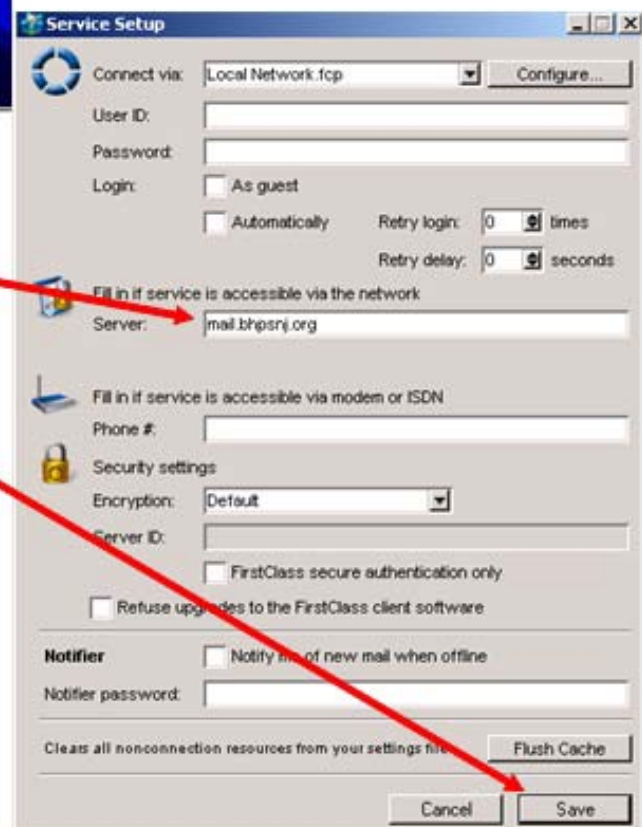 Service Setup
Connect via: Local Network.fcp Configure...
User ID:
Password:
Login: As guest
Automatically Retry login: 0 times
Retry delay: 0 seconds
Fill in if service is accessible via the network
Server: mail.bhpsnj.org
Fill in if service is accessible via modem or ISDN
Phone #:
Security settings
Encryption: Default
Server ID:
FirstClass secure authentication only
Refuse upgrades to the FirstClass client software
Notifier Notify me of new mail when offline
Notifier password:
Clears all nonconnection resources from your settings file Flush Cache
Cancel Save